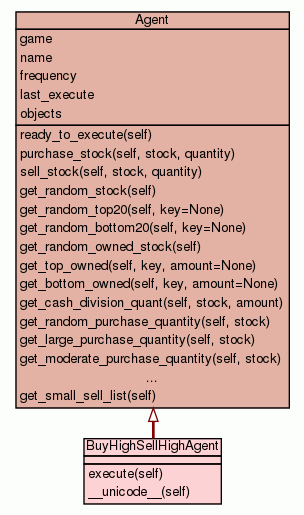 Agent
game
name
frequency
last_execute
objects
ready_to_execute(self)
purchase_stock(self, stock, quantity)
sell_stock(self, stock, quantity)
get_random_stock(self)
get_random_top20(self, key=None)
get_random_bottom20(self, key=None)
get_random_owned_stock(self)
get_top_owned(self, key, amount=None)
get_bottom_owned(self, key, amount=None)
get_cash_division_quant(self, stock, amount)
get_random_purchase_quantity(self, stock)
get_large_purchase_quantity(self, stock)
get_moderate_purchase_quantity(self, stock)
...
get_small_sell_list(self)
BuyHighSellHighAgent
execute(self)
__unicode__(self)